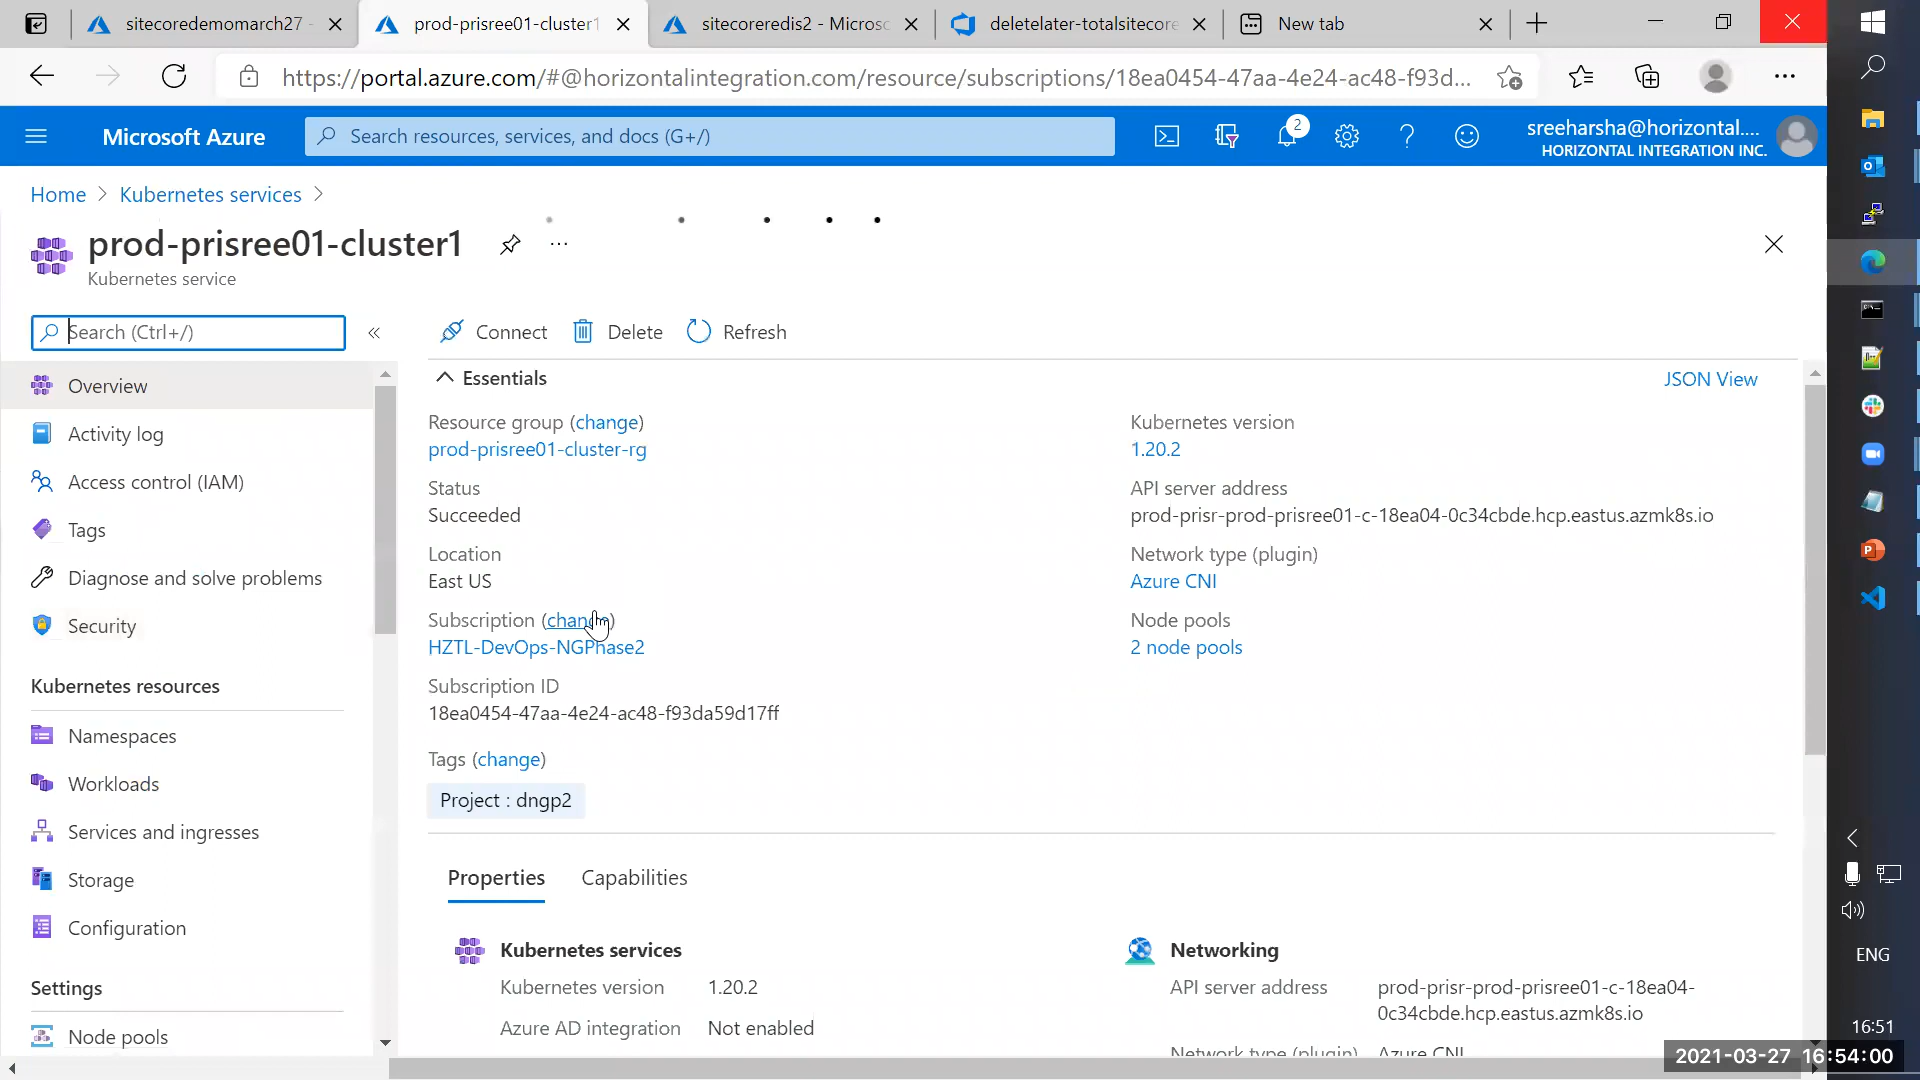 sitecoredemomarch27 -
prod-prisree01-cluster1
sitecoreredis2 - Microso
deletelater-totalsitecore
New tab
https://portal.azure.com/#@horizontalintegration.com/resource/subscriptions/18ea0454-47aa-4e24-ac48-f93d...
Microsoft Azure
Search resources, services, and docs (G+/)
2
sreeharsha@horizontal....
HORIZONTAL INTEGRATION INC.
Home > Kubernetes services >
prod-prisree01-cluster1
Kubernetes service
Search (Ctrl+/)
Connect
Delete
Refresh
Overview
Activity log
Access control (IAM)
Tags
Diagnose and solve problems
Security
Kubernetes resources
Namespaces
Workloads
Services and ingresses
Storage
Configuration
Settings
Node pools
Essentials
JSON View
Resource group (change)
prod-prisree01-cluster-rg
Status
Succeeded
Location
East US
Subscription (change)
HZTL-DevOps-NGPhase2
Subscription ID
18ea0454-47aa-4e24-ac48-f93da59d17ff
Tags (change)
Project : dngp2
Kubernetes version
1.20.2
API server address
prod-prisr-prod-prisree01-c-18ea04-0c34cbde.hcp.eastus.azmk8s.io
Network type (plugin)
Azure CNI
Node pools
2 node pools
Properties
Capabilities
Kubernetes services
Kubernetes version 1.20.2
Azure AD integration Not enabled
Networking
API server address prod-prisr-prod-prisree01-c-18ea04-
0c34cbde.hcp.eastus.azmk8s.io
Network type (plugin) Azure CNI
ENG
16:51
2021-03-27 16:54:00